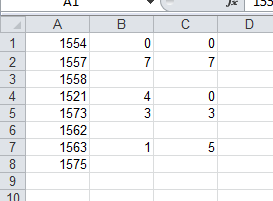 A1 fx 155
A B C D
1 1554 0 0
2 1557 7 7
3 1558
4 1521 4 0
5 1573 3 3
6 1562
7 1563 1 5
8 1575
9
10